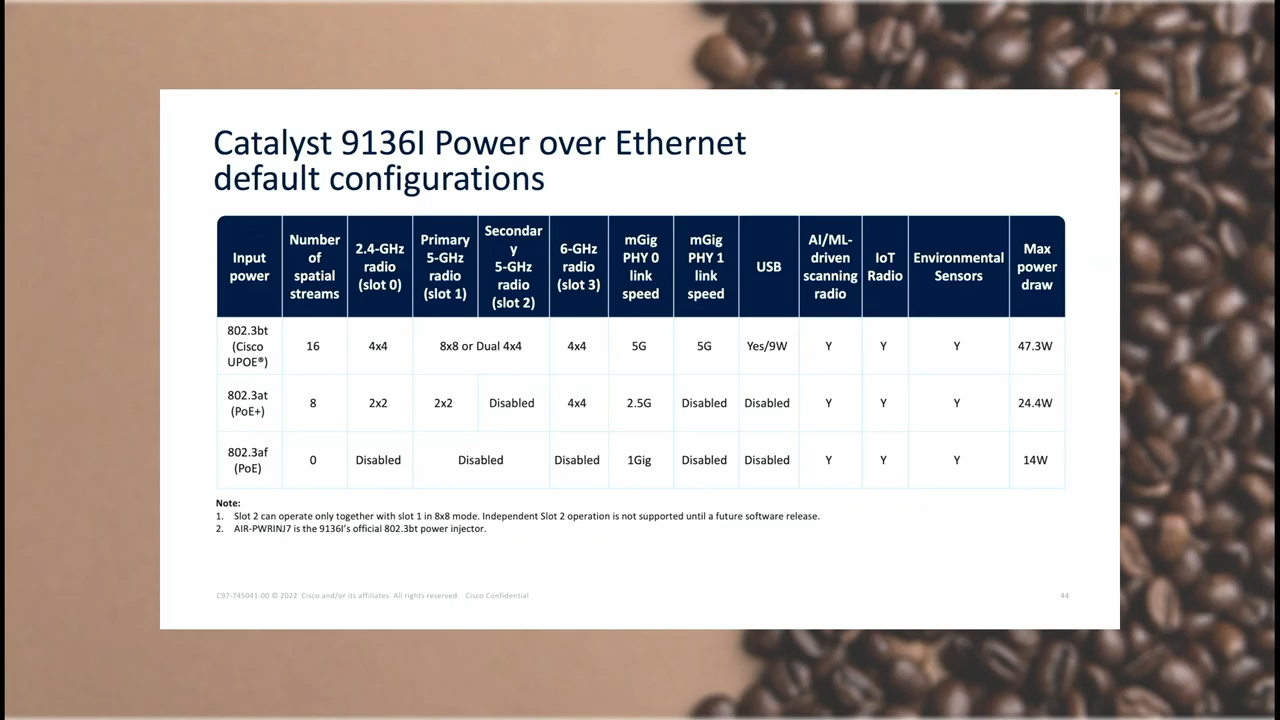 Catalyst 9136I Power over Ethernet
default configurations
Input power | Number of spatial streams | 2.4-GHz radio (slot 0) | Primary 5-GHz radio (slot 1) | Secondary 5-GHz radio (slot 2) | 6-GHz radio (slot 3) | mGig PHY 0 link speed | mGig PHY 1 link speed | USB | AI/ML-driven scanning radio | IoT Radio | Environmental Sensors | Max power draw
802.3bt (Cisco UPOE®) | 16 | 4x4 | 8x8 or Dual 4x4 | 4x4 | 5G | 5G | Yes/9W | Y | Y | Y | 47.3W
802.3at (PoE+) | 8 | 2x2 | 2x2 | Disabled | 4x4 | 2.5G | Disabled | Disabled | Y | Y | Y | 24.4W
802.3af (PoE) | 0 | Disabled | Disabled | Disabled | 1Gig | Disabled | Disabled | Y | Y | Y | 14W
Note:
1. Slot 2 can operate only together with slot 1 in 8x8 mode. Independent Slot 2 operation is not supported until a future software release.
2. AIR-PWRINJ7 is the 9136I's official 802.3bt power injector.
C97-745041-00 © 2022 Cisco and/or its affiliates. All rights reserved. Cisco Confidential
44